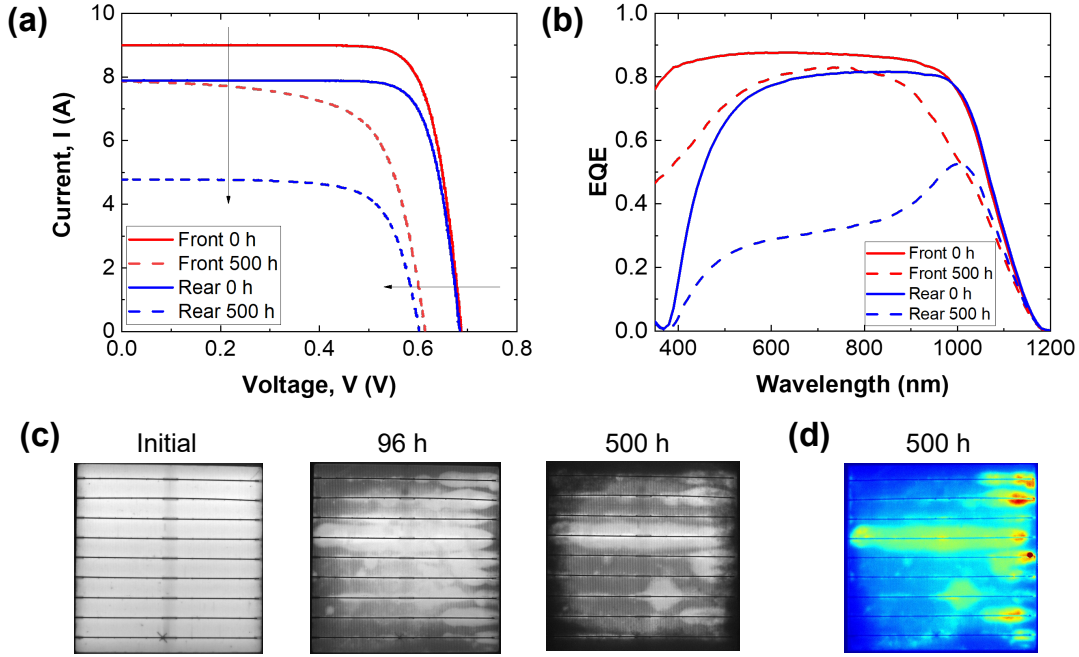 (a)
10
8
6
4
2
0
0.0 0.2 0.4 0.6 0.8
Current, I (A)
Voltage, V (V)
Front 0 h
Front 500 h
Rear 0 h
Rear 500 h
(b)
1.0
0.8
0.6
0.4
0.2
0.0
400 600 800 1000 1200
EQE
Wavelength (nm)
Front 0 h
Front 500 h
Rear 0 h
Rear 500 h
(c)
Initial
96 h
500 h
(d)
500 h